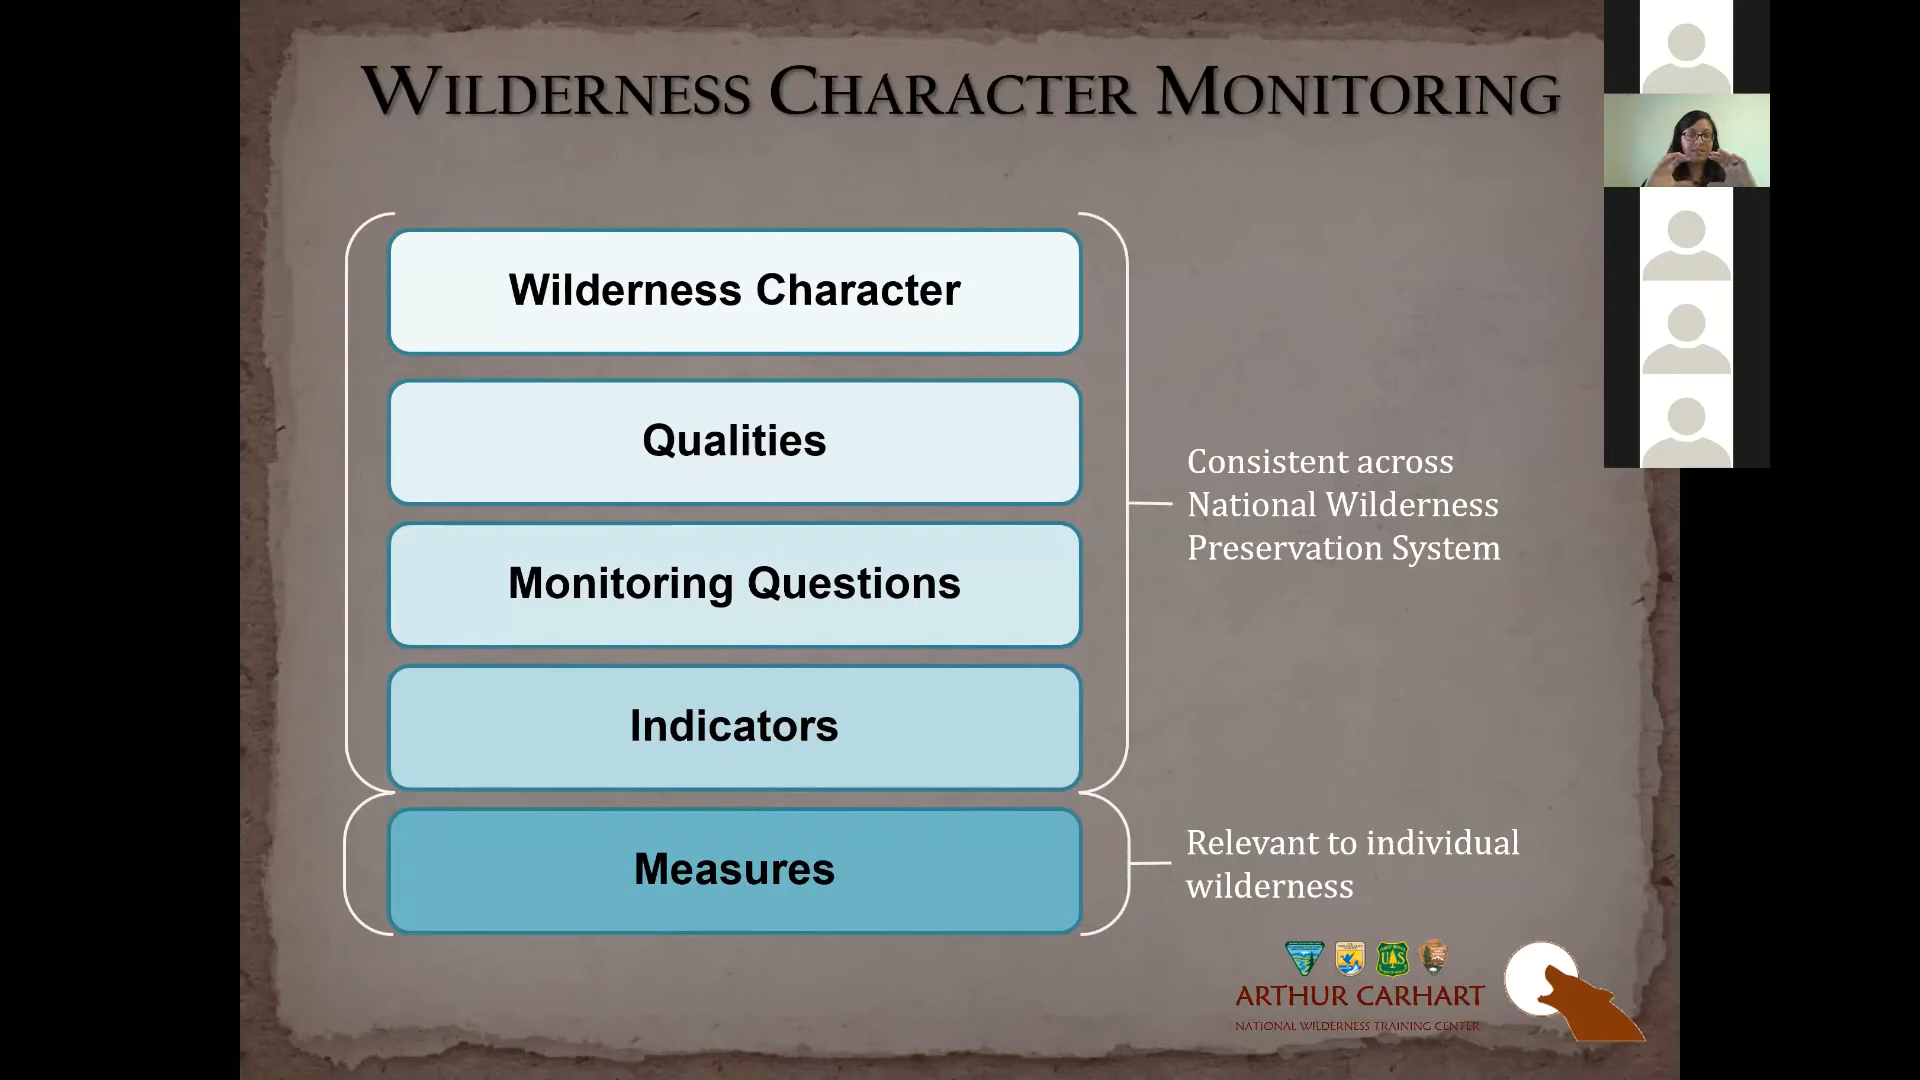 WILDERNESS CHARACTER MONITORING
Wilderness Character
Qualities
Monitoring Questions
Indicators
Measures
Consistent across
National Wilderness
Preservation System
Relevant to individual
wilderness
UAS
ARTHUR CARHART
NATIONAL WILDERNESS TRAINING CENTER